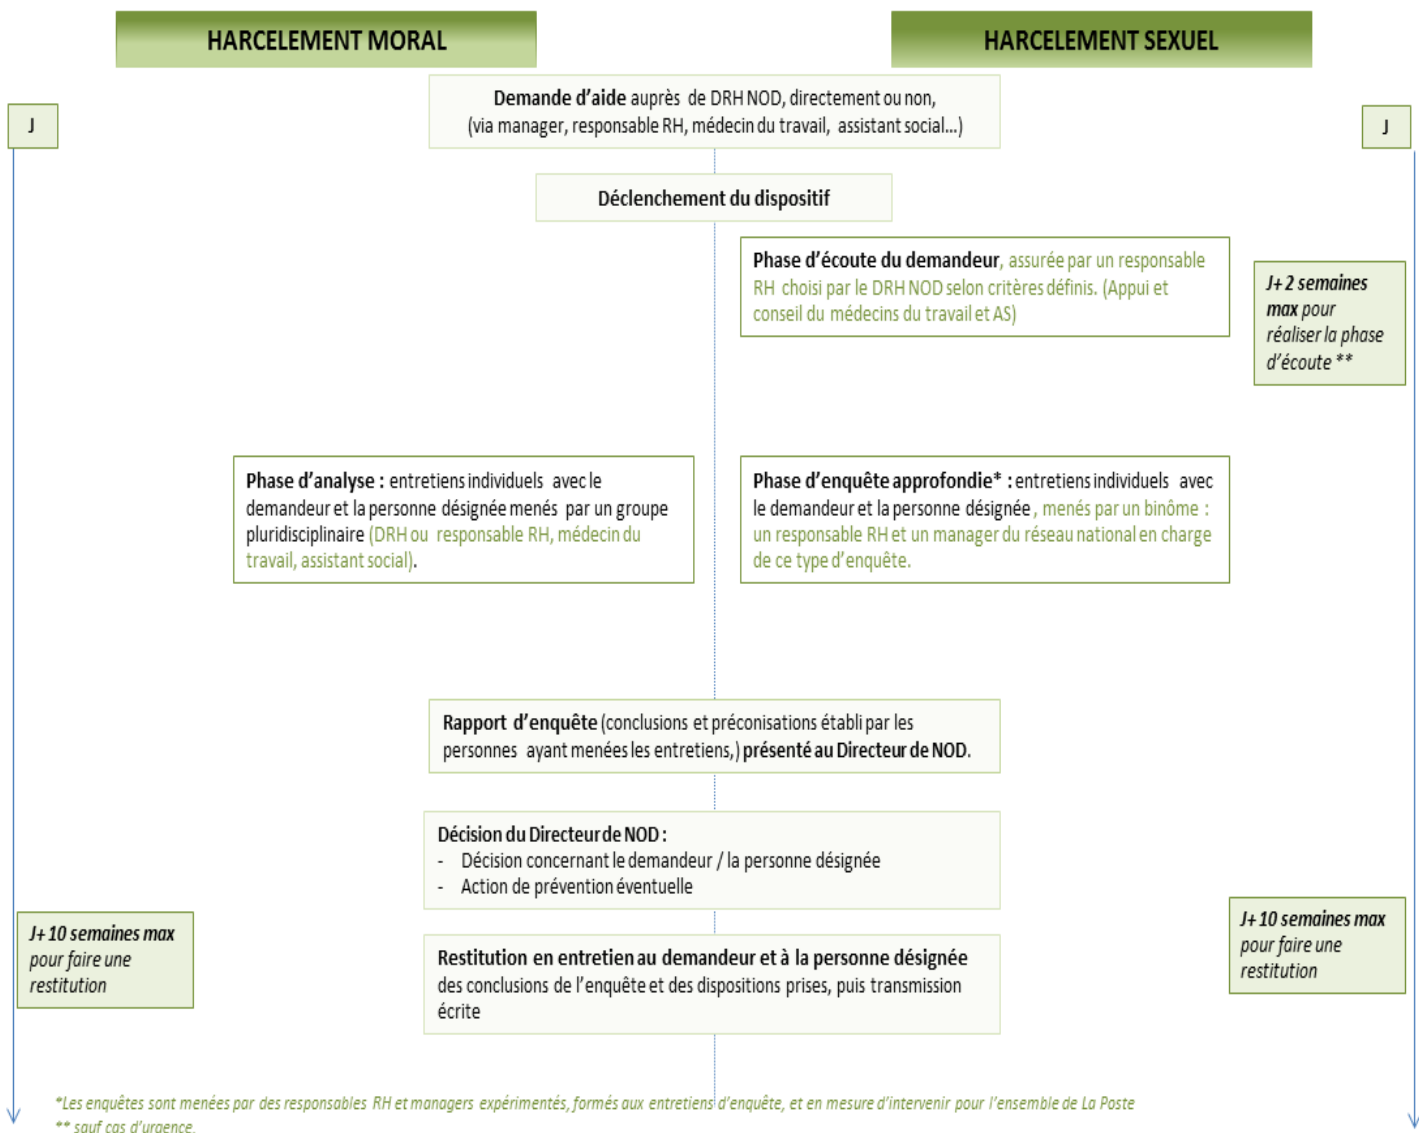 HARCELEMENT MORAL
HARCELEMENT SEXUEL
Demande d'aide auprès de DRH NOD, directement ou non,
(via manager, responsable RH, médecin du travail, assistant social...)
J
J
Déclenchement du dispositif
Phase d'écoute du demandeur, assurée par un responsable
RH choisi par le DRH NOD selon critères définis. (Appui et
conseil du médecins du travail et AS)
J+ 2 semaines
max pour
réaliser la phase
d'écoute **
Phase d'analyse : entretiens individuels avec le
demandeur et la personne désignée menés par un groupe
pluridisciplinaire (DRH ou responsable RH, médecin du
travail, assistant social).
Phase d'enquête approfondie* : entretiens individuels avec
le demandeur et la personne désignée , menés par un binôme :
un responsable RH et un manager du réseau national en charge
de ce type d'enquête.
Rapport d'enquête (conclusions et préconisations établi par les
personnes ayant menées les entretiens,) présenté au Directeur de NOD.
Décision du Directeur de NOD :
- Décision concernant le demandeur / la personne désignée
- Action de prévention éventuelle
J+ 10 semaines max
pour faire une
restitution
J+ 10 semaines max
pour faire une
restitution
Restitution en entretien au demandeur et à la personne désignée
des conclusions de l'enquête et des dispositions prises, puis transmission
écrite
*Les enquêtes sont menées par des responsables RH et managers expérimentés, formés aux entretiens d'enquête, et en mesure d'intervenir pour l'ensemble de La Poste
** sauf cas d'urgence.